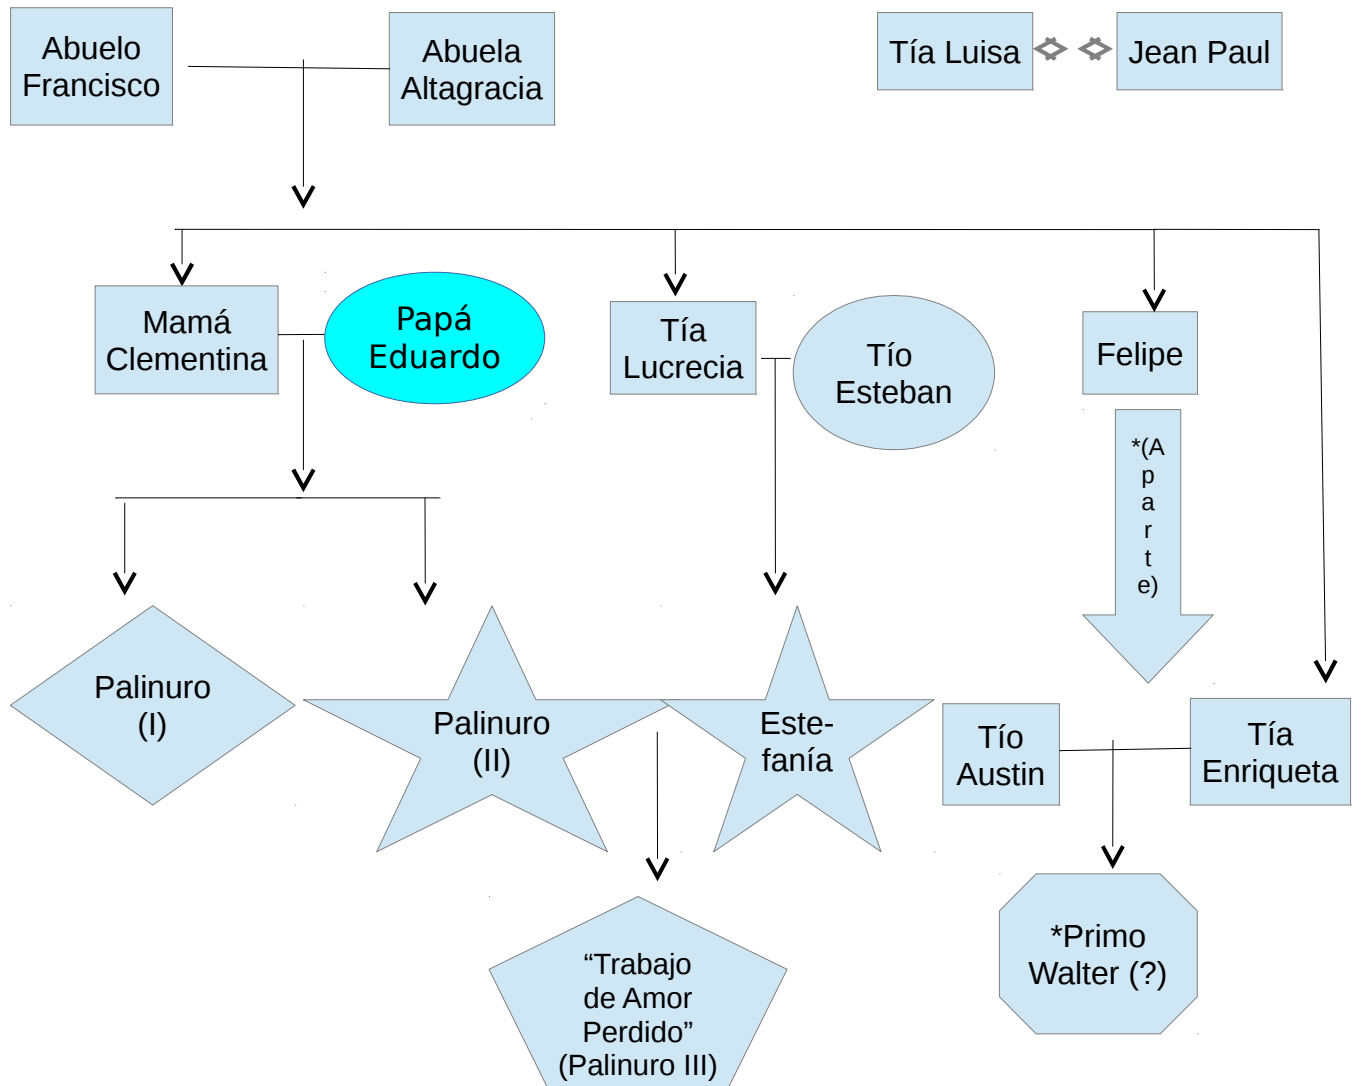 Abuelo
Francisco
Abuela
Altagracia
Tía Luisa
Jean Paul
Mamá
Clementina
Papá
Eduardo
Tía
Lucrecia
Tío
Esteban
Felipe
*(A
p
a
r
t
e)
Palinuro
(I)
Palinuro
(II)
Este-
fanía
Tío
Austin
Tía
Enriqueta
“Trabajo
de Amor
Perdido”
(Palinuro III)
*Primo
Walter (?)